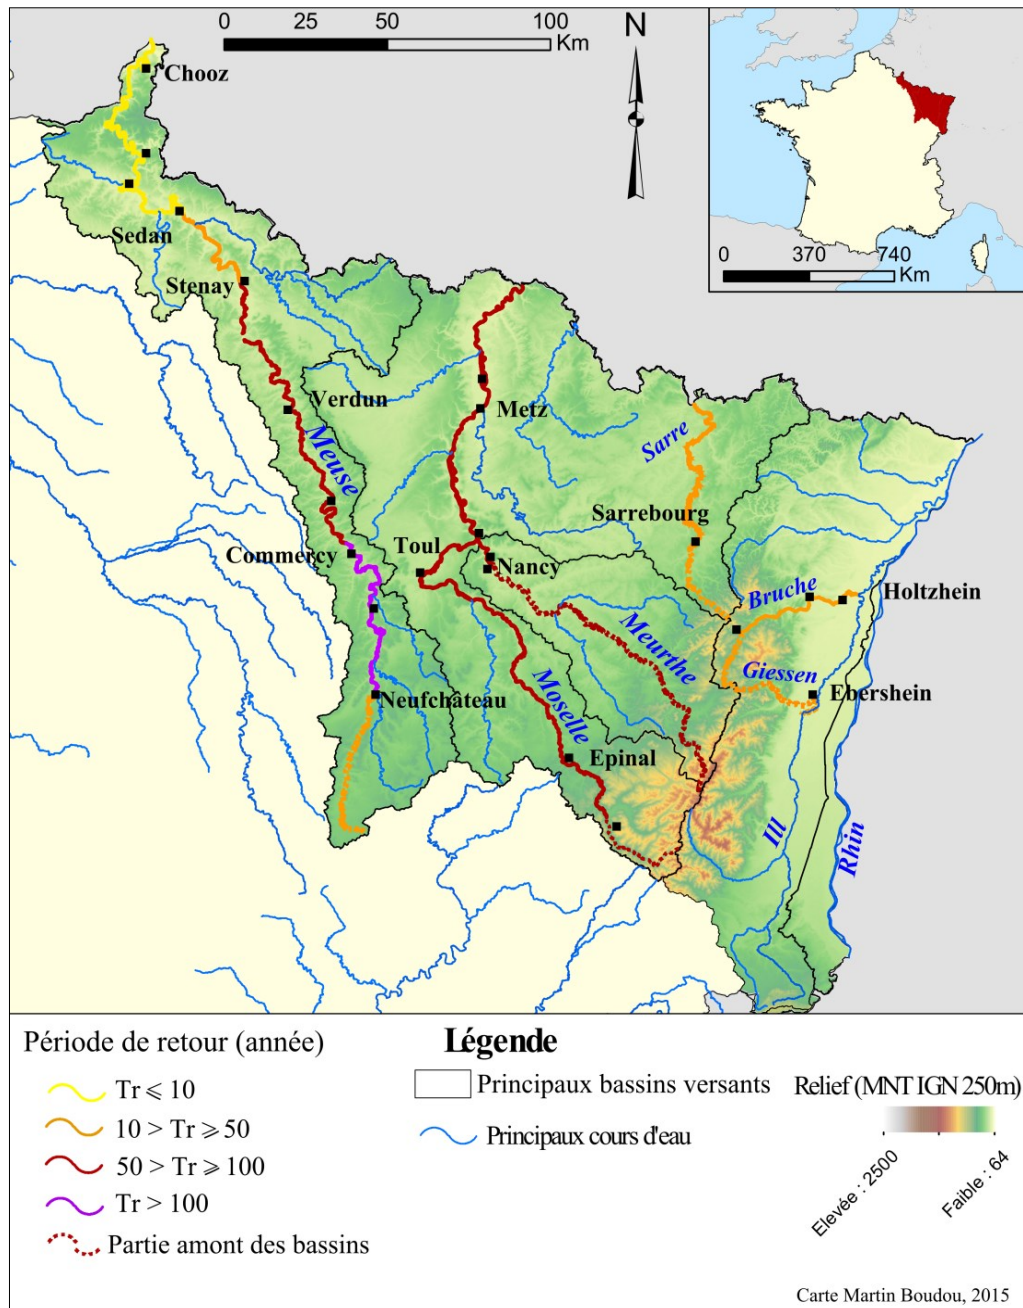 0 50 100
Km
N
Chooz
Sedan
Stenay
0 370 740
Km
Verdun
Meuse
Metz
Sarre
Sarrebourg
Commercy
Toul
Nancy
Bruche
Holtzhein
Meurthe
Giessen
Ebershein
Neufchâteau
Moselle
Epinal
Ill
Rhin
Période de retour (année)
Tr ⩽ 10
10 > Tr ⩾ 50
50 > Tr ⩾ 100
Tr > 100
Partie amont des bassins
Légende
Principaux bassins versants
Principaux cours d'eau
Relief (MNT IGN 250m)
Elevée : 2500
Faible : 64
Carte Martin Boudou, 2015